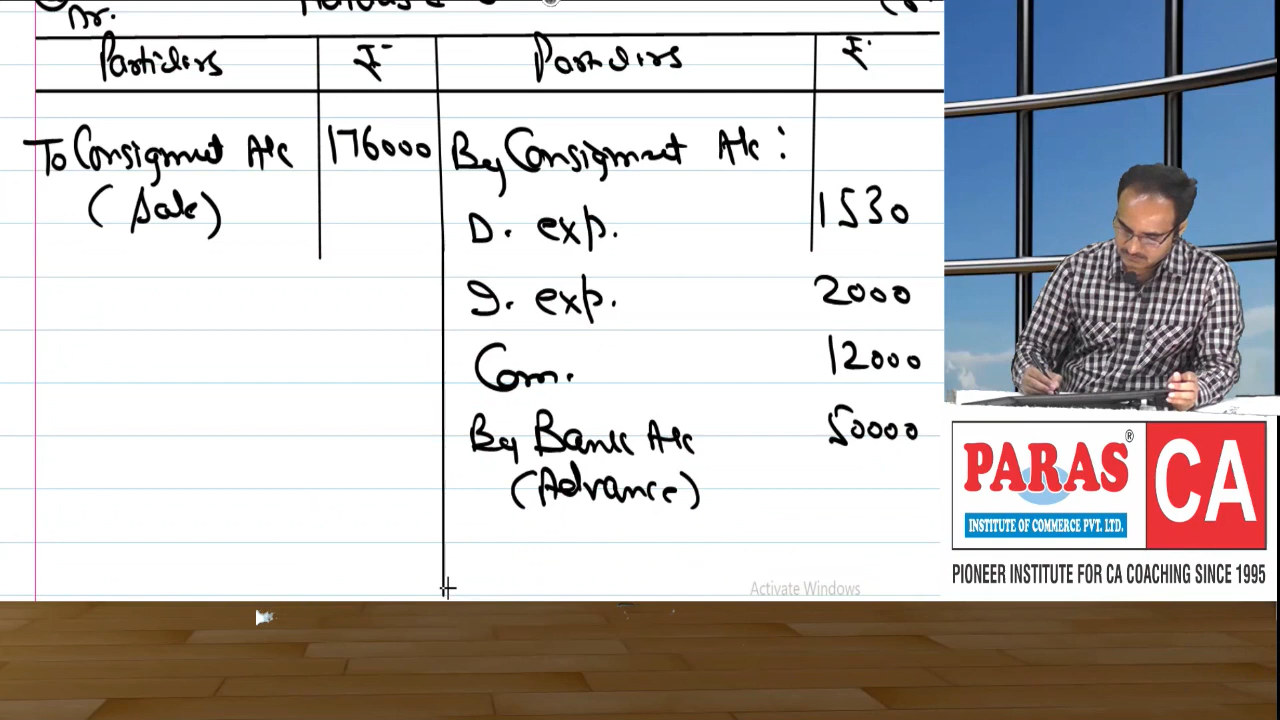 Dr.
Particulars ₹ Particulars ₹
To Consignment A/c 176000 By Consignment A/c :
(Sale) D. exp. 1530
I. exp. 2000
Com. 12000
By Bank A/c 50000
(Advance)
Activate Windows
PARAS®
INSTITUTE OF COMMERCE PVT. LTD.
CA
PIONEER INSTITUTE FOR CA COACHING SINCE 1995